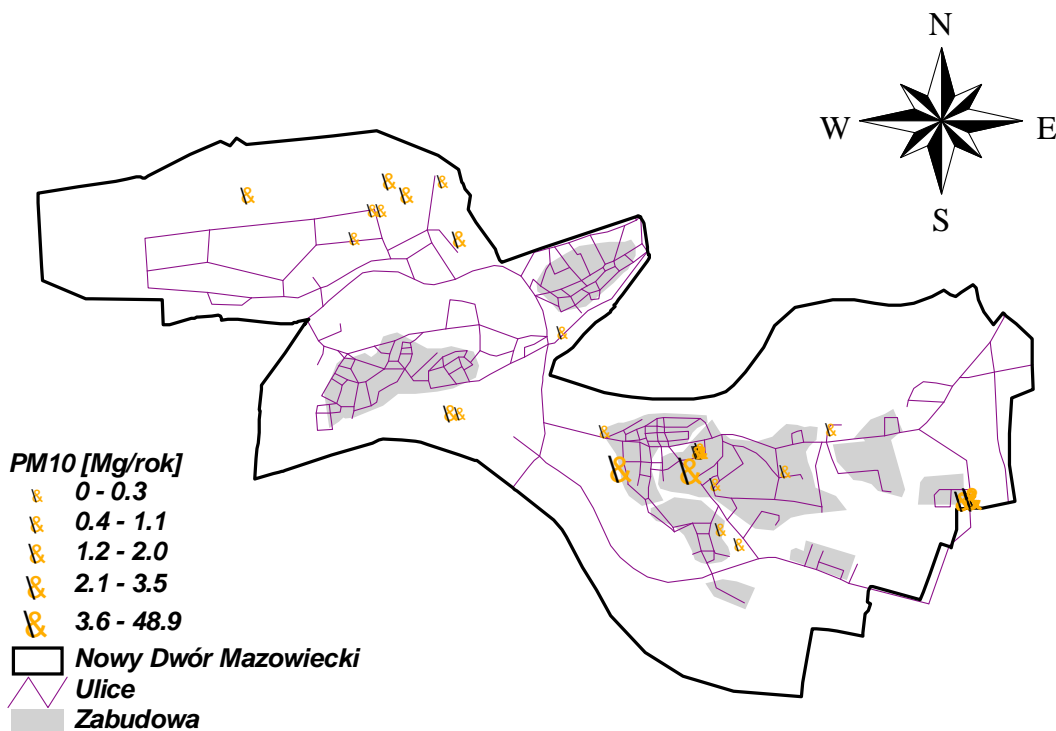 N
W E
S
PM10 [Mg/rok]
0 - 0.3
0.4 - 1.1
1.2 - 2.0
2.1 - 3.5
3.6 - 48.9
Nowy Dwór Mazowiecki
Ulice
Zabudowa